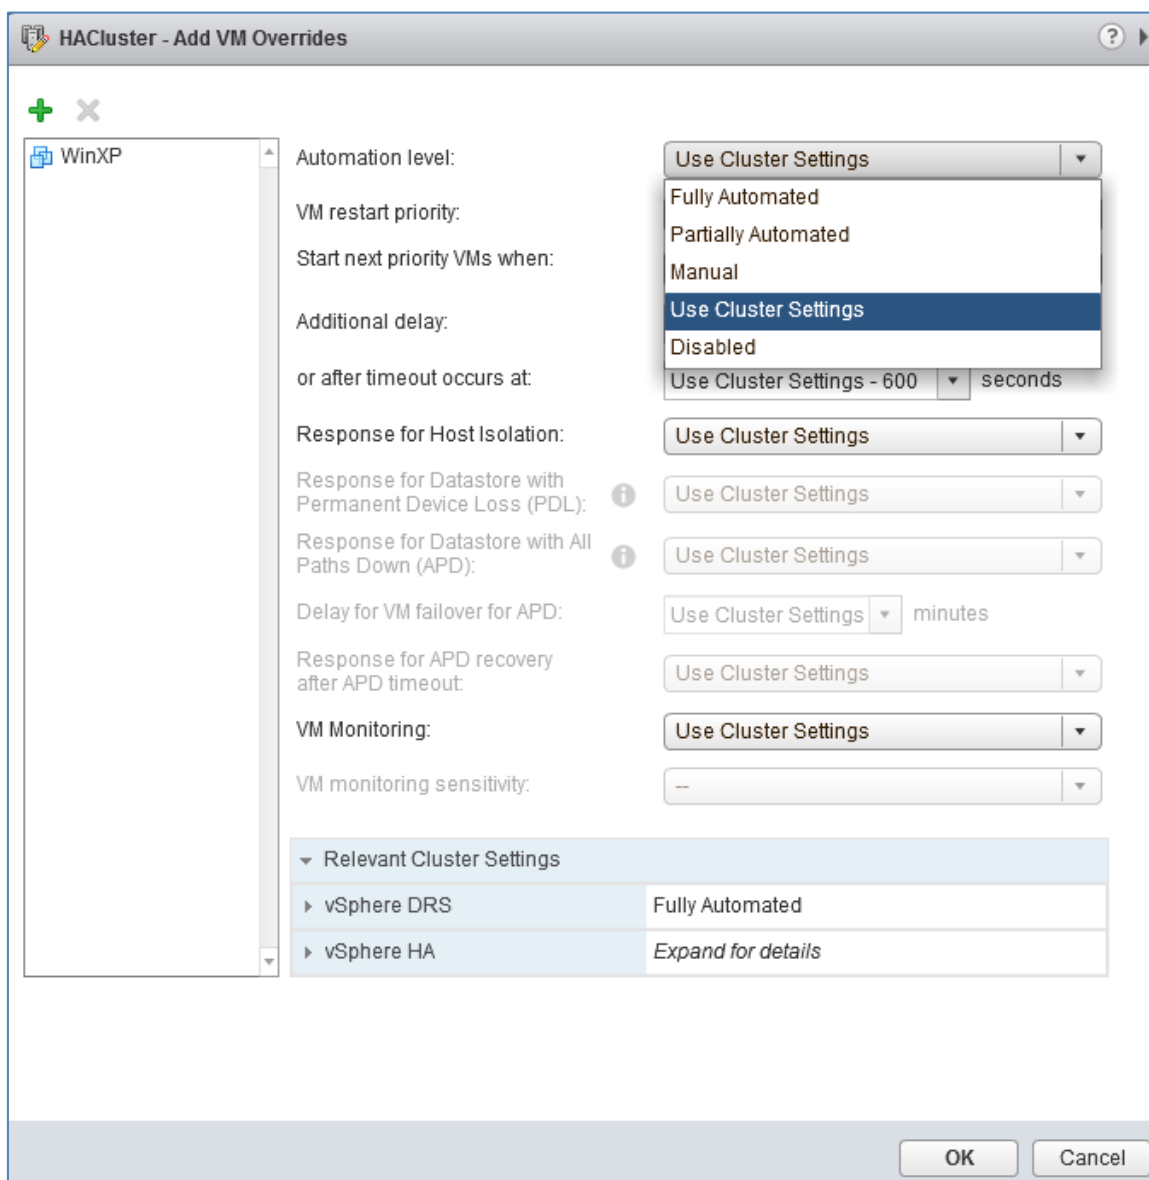 HACluster - Add VM Overrides
?
WinXP
Automation level:
Use Cluster Settings
Fully Automated
Partially Automated
Manual
Use Cluster Settings
Disabled
VM restart priority:
Start next priority VMs when:
Additional delay:
or after timeout occurs at:
Use Cluster Settings - 600
seconds
Response for Host Isolation:
Use Cluster Settings
Response for Datastore with
Permanent Device Loss (PDL):
Use Cluster Settings
Response for Datastore with All
Paths Down (APD):
Use Cluster Settings
Delay for VM failover for APD:
Use Cluster Settings
minutes
Response for APD recovery
after APD timeout:
Use Cluster Settings
VM Monitoring:
Use Cluster Settings
VM monitoring sensitivity:
--
Relevant Cluster Settings
vSphere DRS
Fully Automated
vSphere HA
Expand for details
OK
Cancel